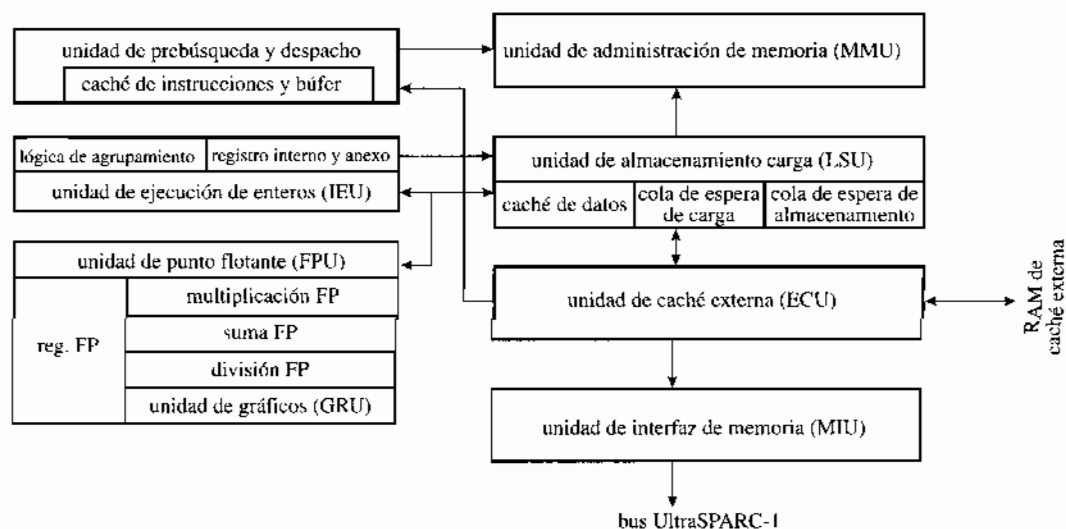 unidad de prebúsqueda y despacho
caché de instrucciones y búfer
unidad de administración de memoria (MMU)
lógica de agrupamiento
registro interno y anexo
unidad de ejecución de enteros (IEU)
unidad de almacenamiento carga (LSU)
caché de datos
cola de espera
de carga
cola de espera de
almacenamiento
unidad de punto flotante (FPU)
multiplicación FP
reg. FP
suma FP
división FP
unidad de gráficos (GRU)
unidad de caché externa (ECU)
RAM de
caché externa
unidad de interfaz de memoria (MIU)
bus UltraSPARC-1